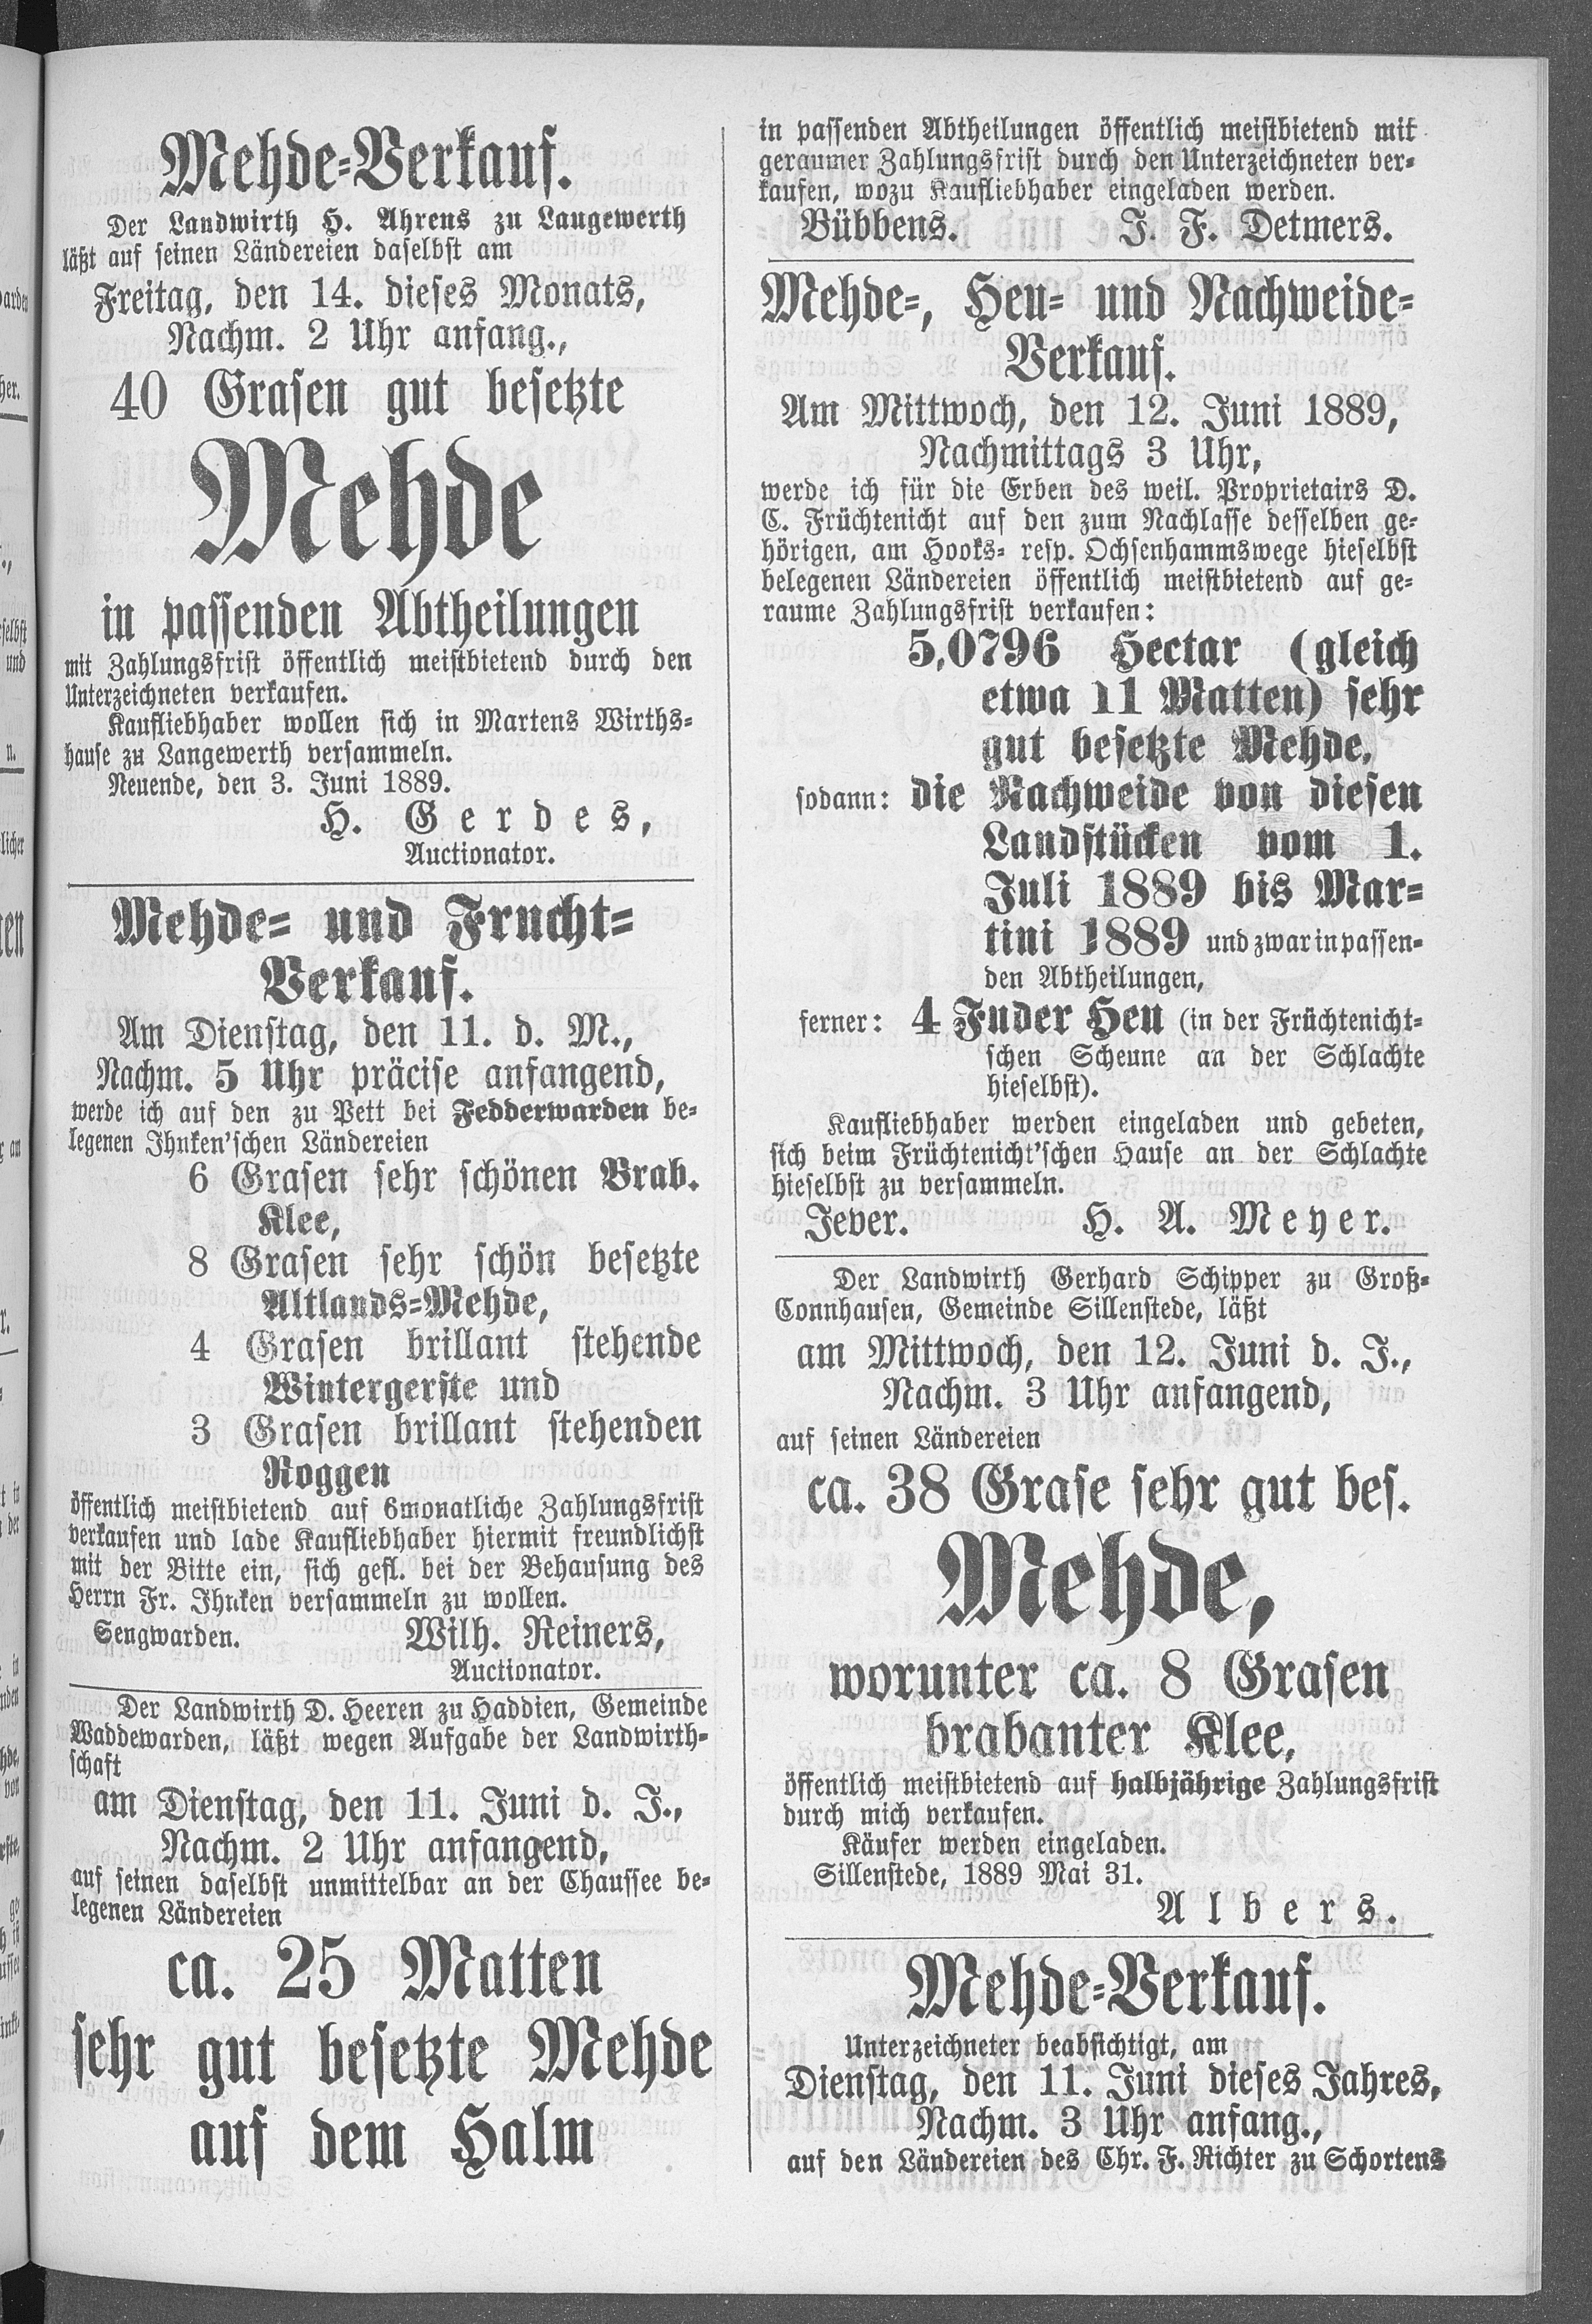 Mehde-Verkauf.
Der Landwirth H. Ahrens zu Langewerth
läßt auf seinen Ländereien daselbst am
Freitag, den 14. dieses Monats,
Nachm. 2 Uhr anfang.,
40 Grasen gut besetzte
Mehde
in passenden Abtheilungen
mit Zahlungsfrist öffentlich meistbietend durch den
Unterzeichneten verkaufen.
Kaufliebhaber wollen sich in Martens Wirths-
hause zu Langewerth versammeln.
Neuende, den 3. Juni 1889.
H. Gerdes,
Auctionator.
Mehde- und Frucht-
Verkauf.
Am Dienstag, den 11. d. M.,
Nachm. 5 Uhr präcise anfangend,
werde ich auf den zu Pett bei Fedderwarden be-
legenen Ihnken'schen Ländereien
6 Grasen sehr schönen Brab.
Klee,
8 Grasen sehr schön besetzte
Altlands-Mehde,
4 Grasen brillant stehende
Wintergerste und
3 Grasen brillant stehenden
Roggen
öffentlich meistbietend auf 6monatliche Zahlungsfrist
verkaufen und lade Kaufliebhaber hiermit freundlichst
mit der Bitte ein, sich gefl. bei der Behausung des
Herrn Fr. Ihnken versammeln zu wollen.
Sengwarden. Wilh. Reiners,
Auctionator.
Der Landwirth D. Heeren zu Haddien, Gemeinde
Waddewarden, läßt wegen Aufgabe der Landwirth-
schaft
am Dienstag, den 11. Juni d. J.,
Nachm. 2 Uhr anfangend,
auf seinen daselbst unmittelbar an der Chaussee be-
legenen Ländereien
ca. 25 Matten
sehr gut besetzte Mehde
auf dem Halm
in passenden Abtheilungen öffentlich meistbietend mit
geraumer Zahlungsfrist durch den Unterzeichneten ver-
kaufen, wozu Kaufliebhaber eingeladen werden.
Bübbens. J. F. Detmers.
Mehde-, Heu- und Nachweide-
Verkauf.
Am Mittwoch, den 12. Juni 1889,
Nachmittags 3 Uhr,
werde ich für die Erben des weil. Proprietairs D.
C. Früchtenicht auf den zum Nachlasse desselben ge-
hörigen, am Hooks- resp. Ochsenhammswege hieselbst
belegenen Ländereien öffentlich meistbietend auf ge-
raume Zahlungsfrist verkaufen:
5,0796 Hectar (gleich
etwa 11 Matten) sehr
gut besetzte Mehde,
sodann: die Nachweide von diesen
Landstücken vom 1.
Juli 1889 bis Mar-
tini 1889 und zwar in passen-
den Abtheilungen,
ferner: 4 Fuder Heu (in der Früchtenicht-
schen Scheune an der Schlachte
hieselbst).
Kaufliebhaber werden eingeladen und gebeten,
sich beim Früchtenicht'schen Hause an der Schlachte
hieselbst zu versammeln.
Jever. H. A. Meyer.
Der Landwirth Gerhard Schipper zu Groß-
Connhausen, Gemeinde Sillenstede, läßt
am Mittwoch, den 12. Juni d. J.,
Nachm. 3 Uhr anfangend,
auf seinen Ländereien
ca. 38 Grase sehr gut bes.
Mehde,
worunter ca. 8 Grasen
brabanter Klee,
öffentlich meistbietend auf halbjährige Zahlungsfrist
durch mich verkaufen.
Käufer werden eingeladen.
Sillenstede, 1889 Mai 31.
Albers.
Mehde-Verkauf.
Unterzeichneter beabsichtigt, am
Dienstag, den 11. Juni dieses Jahres,
Nachm. 3 Uhr anfang.,
auf den Ländereien des Chr. F. Richter zu Schortens